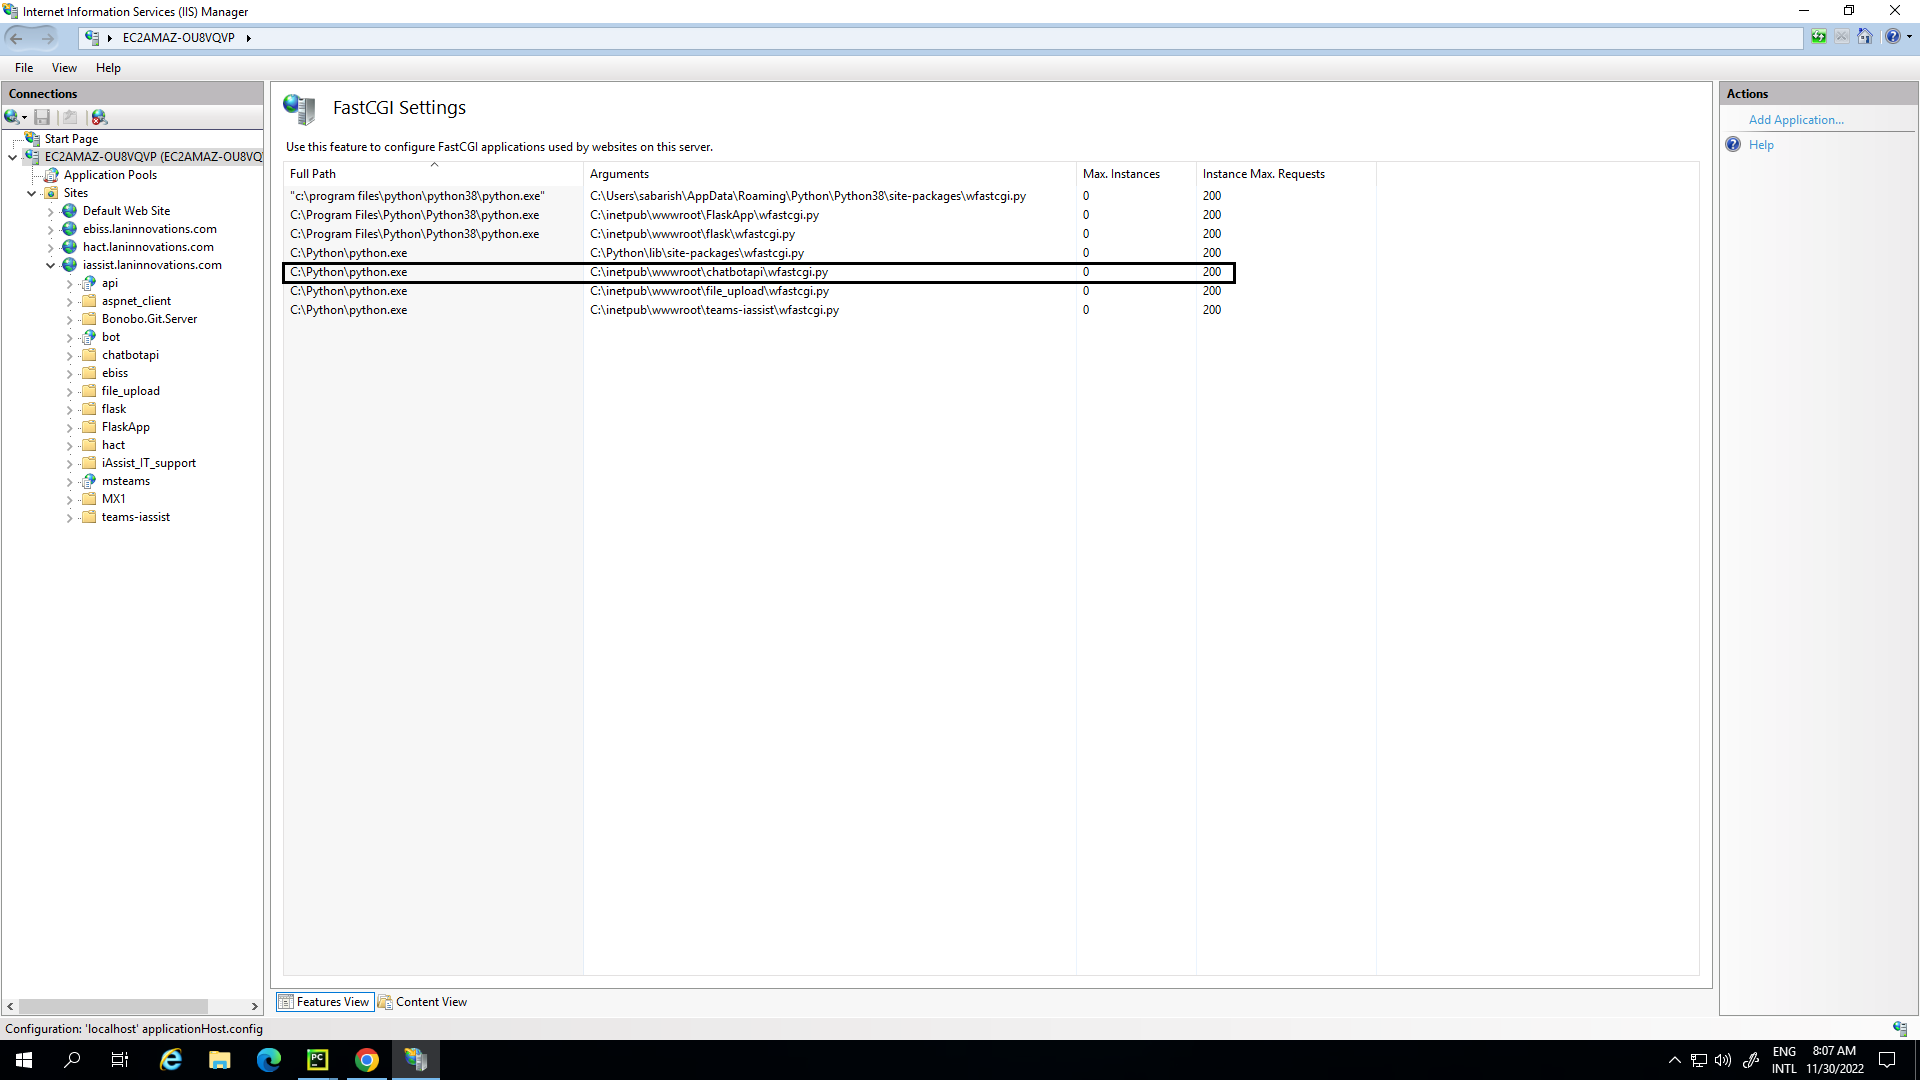 Internet Information Services (IIS) Manager
EC2AMAZ-OU8VQVP
File View Help
Connections
Start Page
EC2AMAZ-OU8VQVP (EC2AMAZ-OU8VQ
Application Pools
Sites
Default Web Site
ebiss.laninnovations.com
hact.laninnovations.com
iassist.laninnovations.com
api
aspnet_client
Bonobo.Git.Server
bot
chatbotapi
ebiss
file_upload
flask
FlaskApp
hact
iAssist_IT_support
msteams
MX1
teams-iassist
FastCGI Settings
Use this feature to configure FastCGI applications used by websites on this server.
Full Path Arguments Max. Instances Instance Max. Requests
"c:\program files\python\python38\python.exe" C:\Users\sabarish\AppData\Roaming\Python\Python38\site-packages\wfastcgi.py 0 200
C:\Program Files\Python\Python38\python.exe C:\inetpub\wwwroot\FlaskApp\wfastcgi.py 0 200
C:\Program Files\Python\Python38\python.exe C:\inetpub\wwwroot\flask\wfastcgi.py 0 200
C:\Python\python.exe C:\Python\lib\site-packages\wfastcgi.py 0 200
C:\Python\python.exe C:\inetpub\wwwroot\chatbotapi\wfastcgi.py 0 200
C:\Python\python.exe C:\inetpub\wwwroot\file_upload\wfastcgi.py 0 200
C:\Python\python.exe C:\inetpub\wwwroot\teams-iassist\wfastcgi.py 0 200
Features View Content View
Actions
Add Application...
Help
Configuration: 'localhost' applicationHost.config
PC
ENG
INTL
8:07 AM
11/30/2022